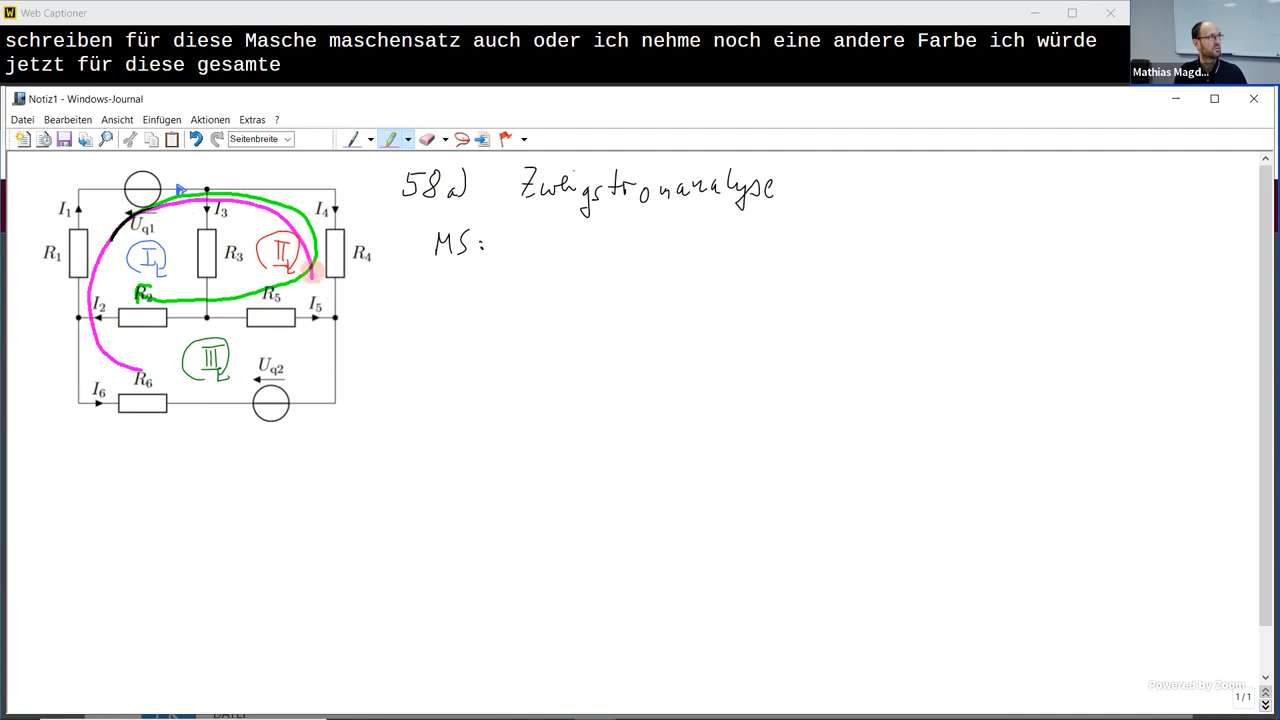 Web Captioner
schreiben für diese Masche maschensatz auch oder ich nehme noch eine andere Farbe ich würde
jetzt für diese gesamte
Mathias Magd...
Notiz1 - Windows-Journal
Datei Bearbeiten Ansicht Einfügen Aktionen Extras ?
Seitenbreite
58a) Zweigstromanalyse
MS:
I1 Uq1 I3 I4
R1 I R3 II R4
I2 R2 R5 I5
III
I6 R6 Uq2
Powered by Zoom
1/1